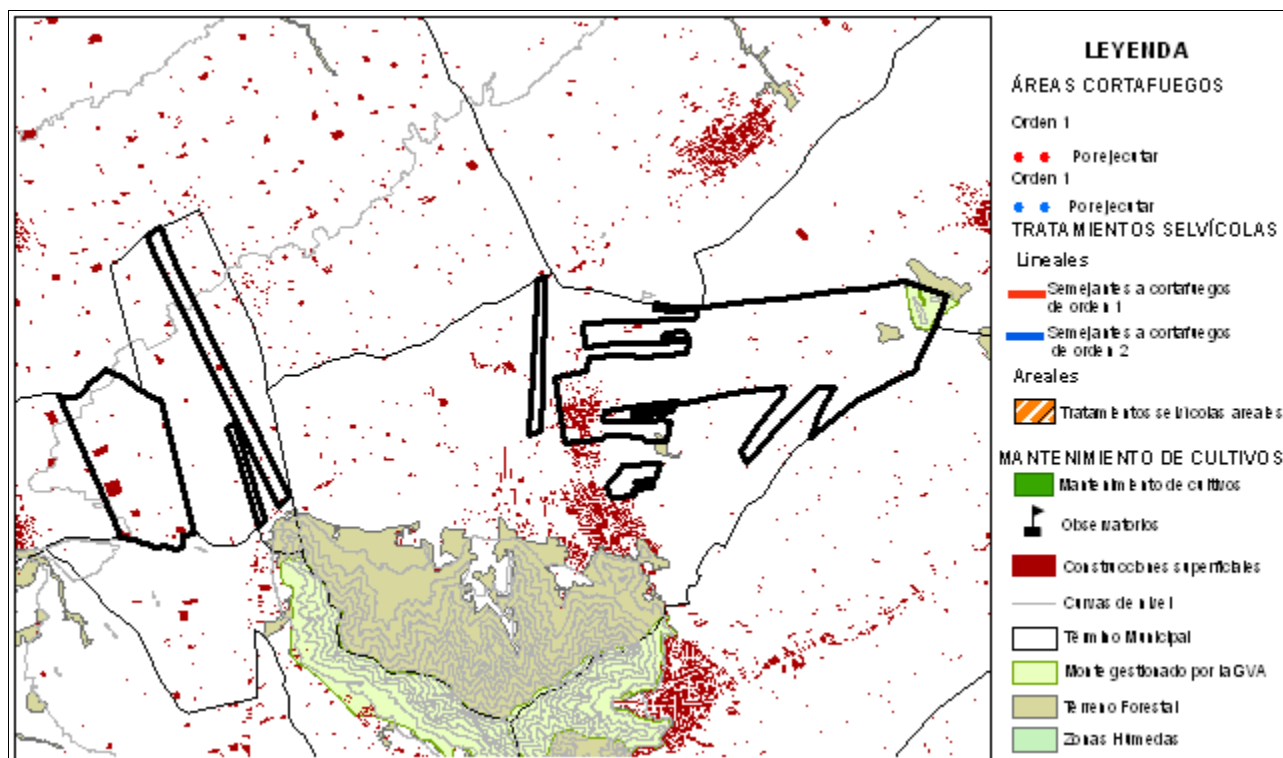 LEYENDA
ÁREAS CORTAFUEGOS
Orden 1
Por ejecutar
Orden 1
Por ejecutar
TRATAMIENTOS SELVÍCOLAS
Lineales
Semejantes a cortafuegos
de orden 1
Semejantes a cortafuegos
de orden 2
Areales
Tratamientos selvícolas areales
MANTENIMIENTO DE CULTIVOS
Mantenimiento de cultivos
Observatorios
Construcciones superficiales
Curvas de nivel
Término Municipal
Monte gestionado por la GVA
Terreno Forestal
Zonas Húmedas